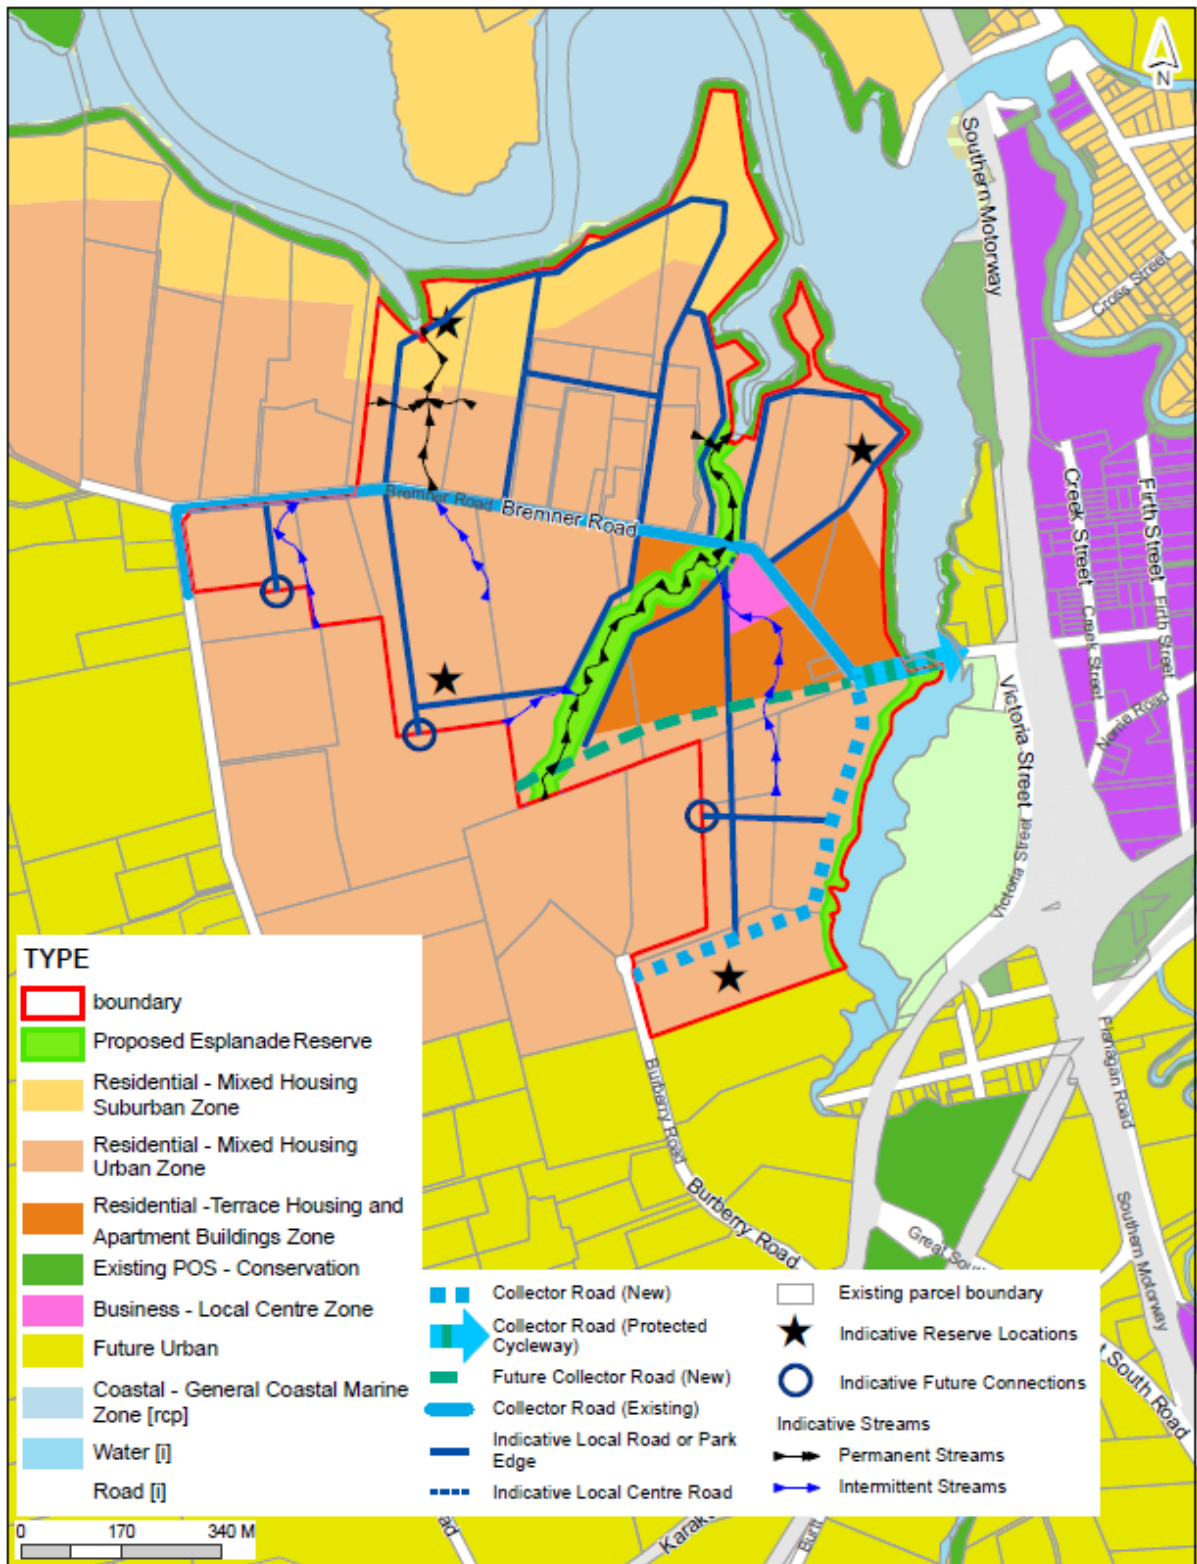 N
Southern Motorway
Cross Street
Creek Street
Firth Street
Bremner Road
Bremner Road
Creek Street
Firth Street
Victoria Street
Norrie Road
Victoria Street
TYPE
boundary
Proposed Esplanade Reserve
Residential - Mixed Housing
Suburban Zone
Residential - Mixed Housing
Urban Zone
Residential -Terrace Housing and
Apartment Buildings Zone
Existing POS - Conservation
Business - Local Centre Zone
Future Urban
Coastal - General Coastal Marine
Zone [rcp]
Water [i]
Road [i]
0 170 340 M
Flanagan Road
Burberry Road
Burberry Road
Southern Motorway
Great Sou
t South Road
Collector Road (New)
Collector Road (Protected
Cycleway)
Future Collector Road (New)
Collector Road (Existing)
Indicative Local Road or Park
Edge
Indicative Local Centre Road
Existing parcel boundary
Indicative Reserve Locations
Indicative Future Connections
Indicative Streams
Permanent Streams
Intermittent Streams
ad
Karak